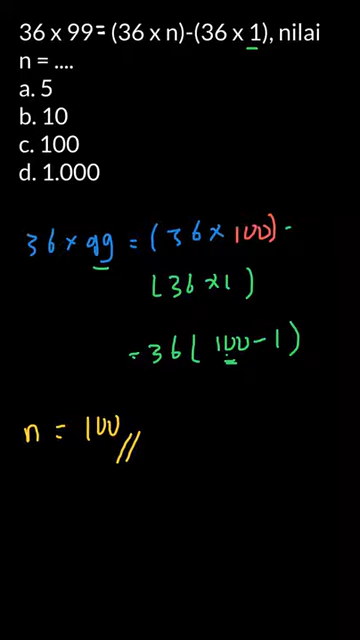 36 x 99 = (36 x n)-(36 x 1), nilai
n = ....
a. 5
b. 10
c. 100
d. 1.000
36 × 99 = (36 × 100) -
(36 × 1)
= 36 ( 100 - 1 )
n = 100 //